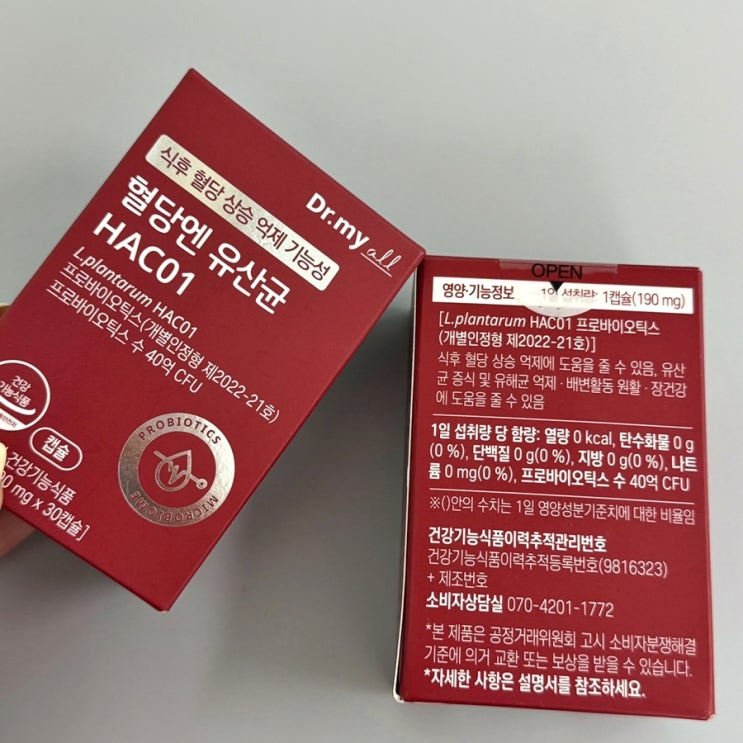 Dr.my all
식후 혈당 상승 억제 기능성
혈당엔 유산균
HAC01
L.plantarum HAC01
프로바이오틱스(개별인정형 제2022-21호)
프로바이오틱스 수 40억 CFU
건강
기능식품
캡슐
건강기능식품
mg x 30캡슐]
PROBIOTICS
MICROBIOME
OPEN
영양·기능정보 1일 섭취량: 1캡슐(190 mg)
[L.plantarum HAC01 프로바이오틱스
(개별인정형 제2022-21호)]
식후 혈당 상승 억제에 도움을 줄 수 있음, 유산
균 증식 및 유해균 억제·배변활동 원활·장건강
에 도움을 줄 수 있음
1일 섭취량 당 함량: 열량 0 kcal, 탄수화물 0 g
(0 %), 단백질 0 g(0 %), 지방 0 g(0 %), 나트
륨 0 mg(0 %), 프로바이오틱스 수 40억 CFU
※()안의 수치는 1일 영양성분기준치에 대한 비율임
건강기능식품이력추적관리번호
건강기능식품이력추적등록번호(9816323)
+ 제조번호
소비자상담실 070-4201-1772
*본 제품은 공정거래위원회 고시 소비자분쟁해결
기준에 의거 교환 또는 보상을 받을 수 있습니다.
*자세한 사항은 설명서를 참조하세요.